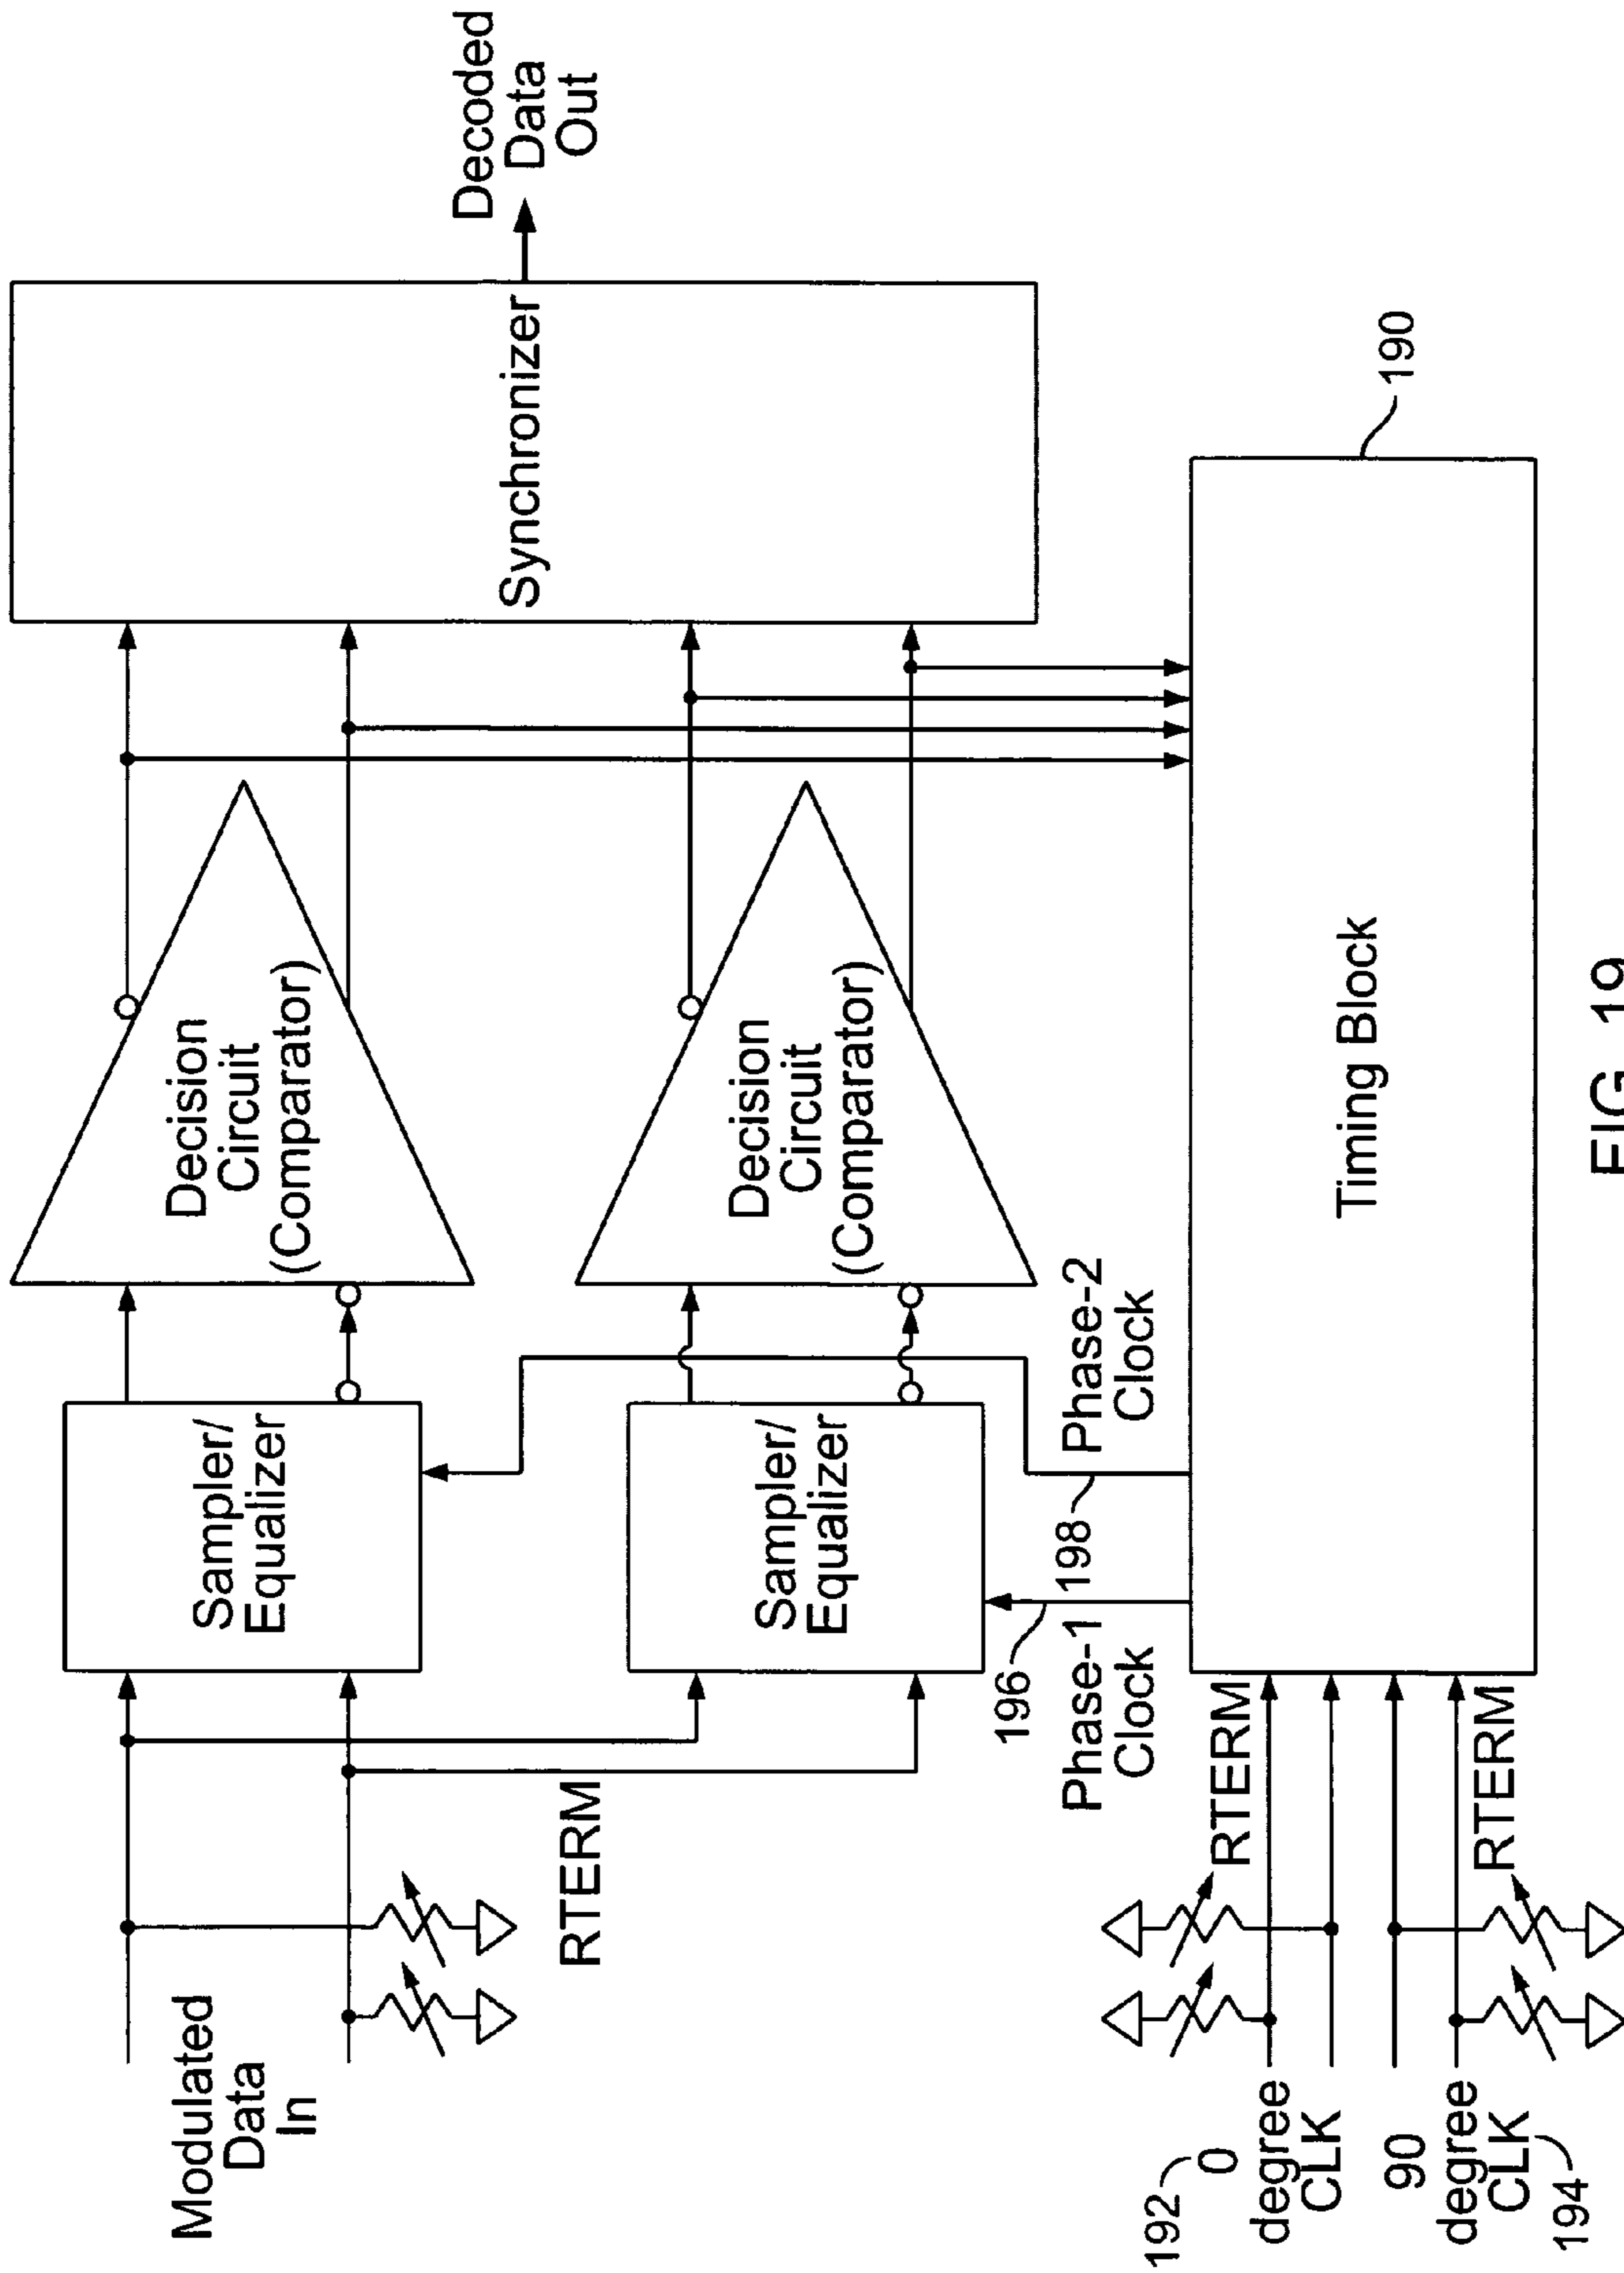 Modulated
Data
In
RTERM
Sampler/
Equalizer
Decision
Circuit
(Comparator)
Sampler/
Equalizer
Decision
Circuit
(Comparator)
Synchronizer
Decoded
Data
Out
196
Phase-1
Clock
198
Phase-2
Clock
192
0
degree
CLK
RTERM
90
degree
CLK
194
RTERM
Timing Block
190
FIG. 19